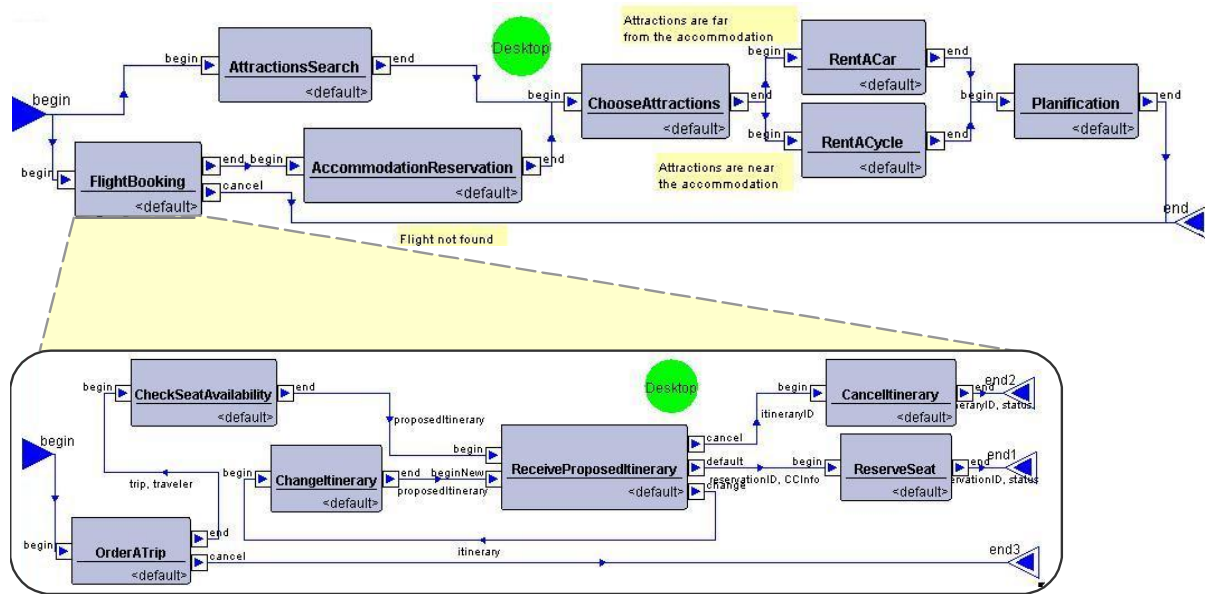 Attractions are far
from the accommodation
Desktop
begin
AttractionsSearch
end
<default>
begin
RentACar
end
<default>
begin
begin
ChooseAttractions
end
<default>
begin
Planification
end
<default>
begin
RentACycle
end
<default>
Attractions are near
the accommodation
begin
FlightBooking
end
cancel
<default>
begin
AccommodationReservation
end
<default>
end
Flight not found
begin
CheckSeatAvailability
end
<default>
Desktop
begin
CancelItinerary
end
<default>
end2
status
proposedItinerary
itineraryID
begin
begin
ChangeItinerary
end
<default>
beginNew
proposedItinerary
begin
ReceiveProposedItinerary
cancel
default
change
<default>
reservationID, CCInfo
begin
ReserveSeat
end
<default>
end1
status
trip, traveler
itinerary
begin
OrderATrip
end
cancel
<default>
end3